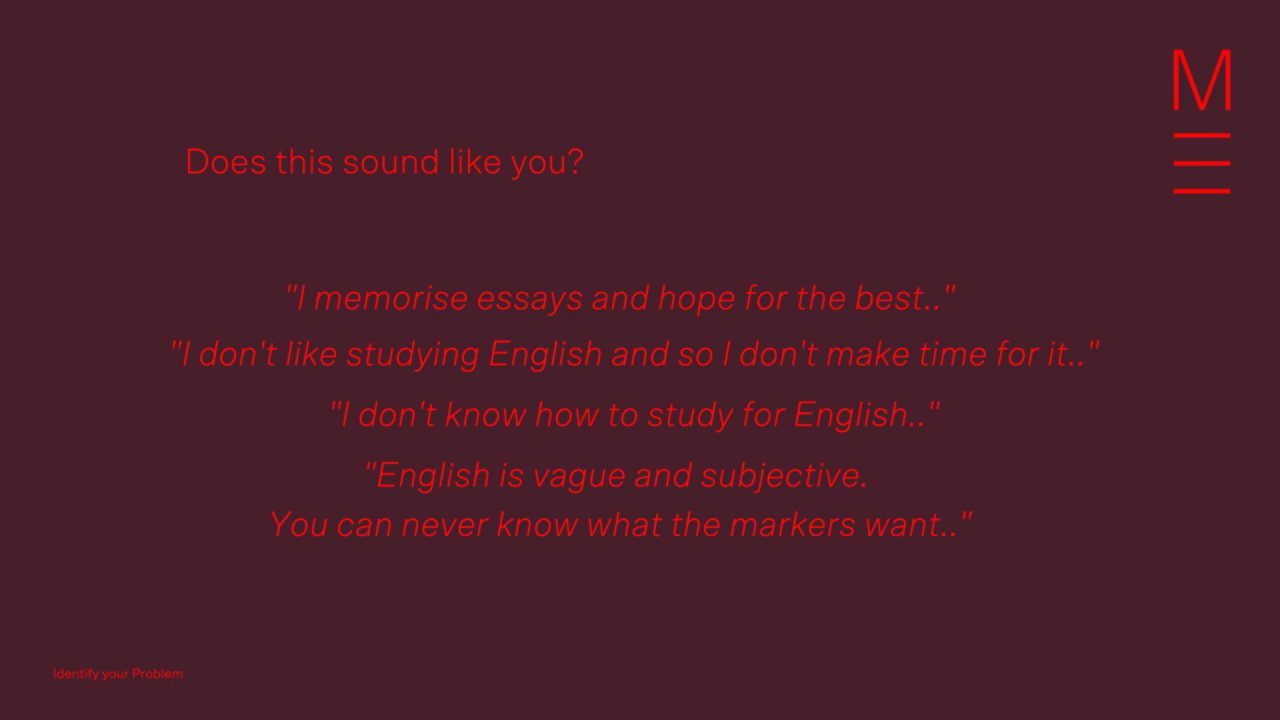 M
Does this sound like you?
"I memorise essays and hope for the best.."
"I don't like studying English and so I don't make time for it.."
"I don't know how to study for English.."
"English is vague and subjective.
You can never know what the markers want.."
Identify your Problem